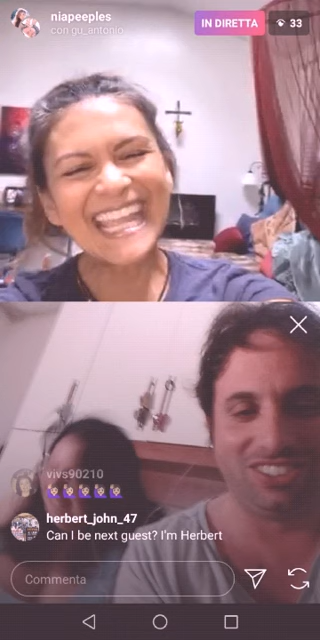 niapeeples
con gu_antonio
IN DIRETTA
33
vivs90210
🙋🏻‍♀️🙋🏻‍♀️🙋🏻‍♀️🙋🏻‍♀️🙋🏻‍♀️
herbert_john_47
Can I be next guest? I'm Herbert
Commenta